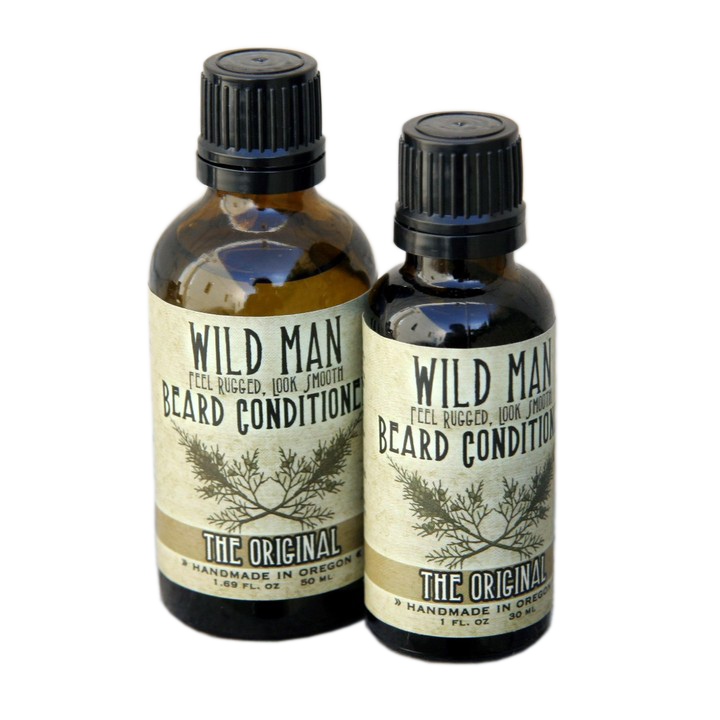 WILD MAN
FEEL RUGGED, LOOK SMOOTH
BEARD CONDITIONE
THE ORIGINAL
» HANDMADE IN OREGON «
1.69 FL. OZ 50 ML
WILD MAN
FEEL RUGGED, LOOK SMOOTH
BEARD CONDITION
THE ORIGINAL
» HANDMADE IN OREGO
1 FL. OZ 30 ML